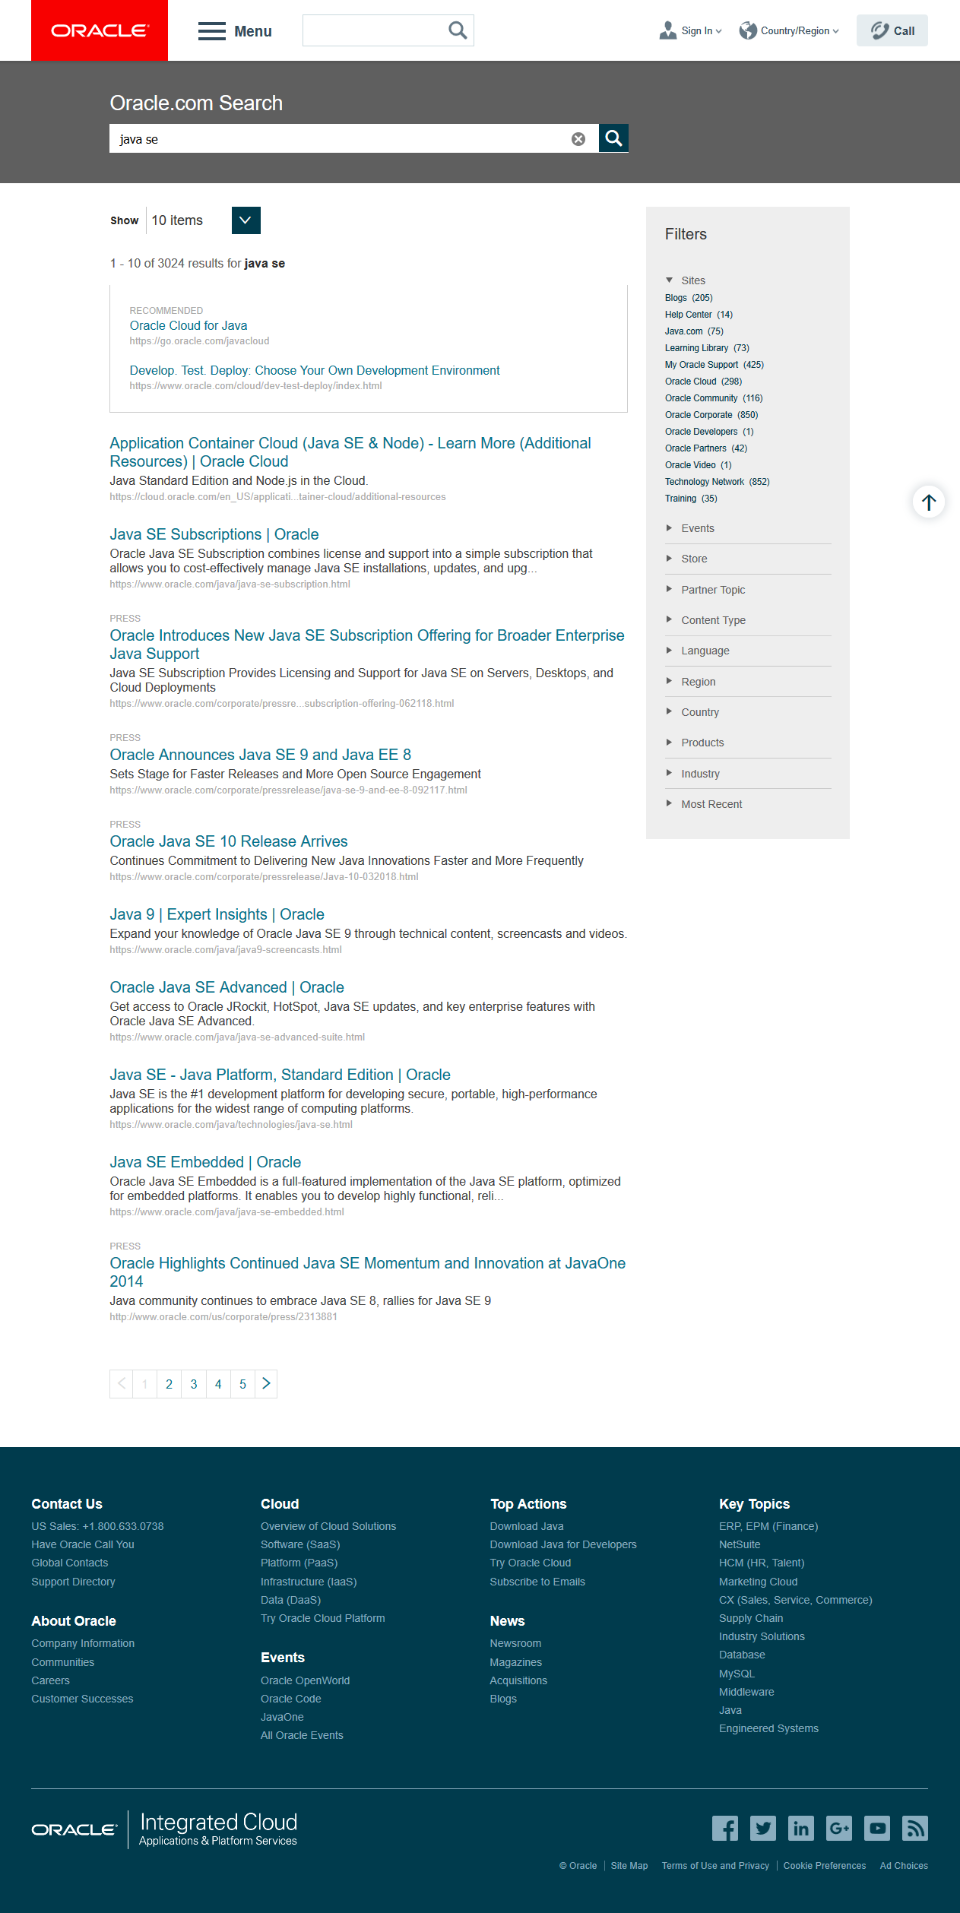 ORACLE
Menu
Sign In
Country/Region
Call
Oracle.com Search
java se
Show 10 items
1 - 10 of 3024 results for java se
RECOMMENDED
Oracle Cloud for Java
https://go.oracle.com/javacloud
Develop. Test. Deploy: Choose Your Own Development Environment
https://www.oracle.com/cloud/dev-test-deploy/index.html
Application Container Cloud (Java SE & Node) - Learn More (Additional
Resources) | Oracle Cloud
Java Standard Edition and Node.js in the Cloud.
https://cloud.oracle.com/en_US/applicati...tainer-cloud/additional-resources
Java SE Subscriptions | Oracle
Oracle Java SE Subscription combines license and support into a simple subscription that
allows you to cost-effectively manage Java SE installations, updates, and upg...
https://www.oracle.com/java/java-se-subscription.html
PRESS
Oracle Introduces New Java SE Subscription Offering for Broader Enterprise
Java Support
Java SE Subscription Provides Licensing and Support for Java SE on Servers, Desktops, and
Cloud Deployments
https://www.oracle.com/corporate/pressre...subscription-offering-062118.html
PRESS
Oracle Announces Java SE 9 and Java EE 8
Sets Stage for Faster Releases and More Open Source Engagement
https://www.oracle.com/corporate/pressrelease/java-se-9-and-ee-8-092117.html
PRESS
Oracle Java SE 10 Release Arrives
Continues Commitment to Delivering New Java Innovations Faster and More Frequently
https://www.oracle.com/corporate/pressrelease/Java-10-032018.html
Java 9 | Expert Insights | Oracle
Expand your knowledge of Oracle Java SE 9 through technical content, screencasts and videos.
https://www.oracle.com/java/java9-screencasts.html
Oracle Java SE Advanced | Oracle
Get access to Oracle JRockit, HotSpot, Java SE updates, and key enterprise features with
Oracle Java SE Advanced.
https://www.oracle.com/java/java-se-advanced-suite.html
Java SE - Java Platform, Standard Edition | Oracle
Java SE is the #1 development platform for developing secure, portable, high-performance
applications for the widest range of computing platforms.
https://www.oracle.com/java/technologies/java-se.html
Java SE Embedded | Oracle
Oracle Java SE Embedded is a full-featured implementation of the Java SE platform, optimized
for embedded platforms. It enables you to develop highly functional, reli...
https://www.oracle.com/java/java-se-embedded.html
PRESS
Oracle Highlights Continued Java SE Momentum and Innovation at JavaOne
2014
Java community continues to embrace Java SE 8, rallies for Java SE 9
http://www.oracle.com/us/corporate/press/2313881
1 2 3 4 5
Filters
Sites
Blogs (205)
Help Center (14)
Java.com (75)
Learning Library (73)
My Oracle Support (425)
Oracle Cloud (298)
Oracle Community (116)
Oracle Corporate (850)
Oracle Developers (1)
Oracle Partners (42)
Oracle Video (1)
Technology Network (852)
Training (35)
Events
Store
Partner Topic
Content Type
Language
Region
Country
Products
Industry
Most Recent
Contact Us
US Sales: +1.800.633.0738
Have Oracle Call You
Global Contacts
Support Directory
About Oracle
Company Information
Communities
Careers
Customer Successes
Cloud
Overview of Cloud Solutions
Software (SaaS)
Platform (PaaS)
Infrastructure (IaaS)
Data (DaaS)
Try Oracle Cloud Platform
Events
Oracle OpenWorld
Oracle Code
JavaOne
All Oracle Events
Top Actions
Download Java
Download Java for Developers
Try Oracle Cloud
Subscribe to Emails
News
Newsroom
Magazines
Acquisitions
Blogs
Key Topics
ERP, EPM (Finance)
NetSuite
HCM (HR, Talent)
Marketing Cloud
CX (Sales, Service, Commerce)
Supply Chain
Industry Solutions
Database
MySQL
Middleware
Java
Engineered Systems
ORACLE
Integrated Cloud
Applications & Platform Services
© Oracle | Site Map Terms of Use and Privacy | Cookie Preferences Ad Choices